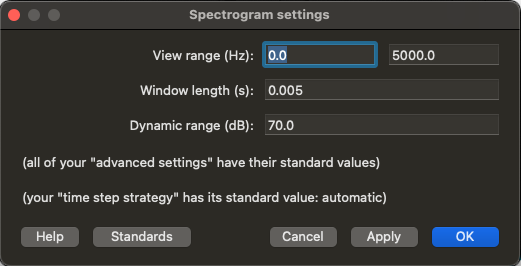 Spectrogram settings
View range (Hz): 0.0 5000.0
Window length (s): 0.005
Dynamic range (dB): 70.0
(all of your "advanced settings" have their standard values)
(your "time step strategy" has its standard value: automatic)
Help Standards Cancel Apply OK